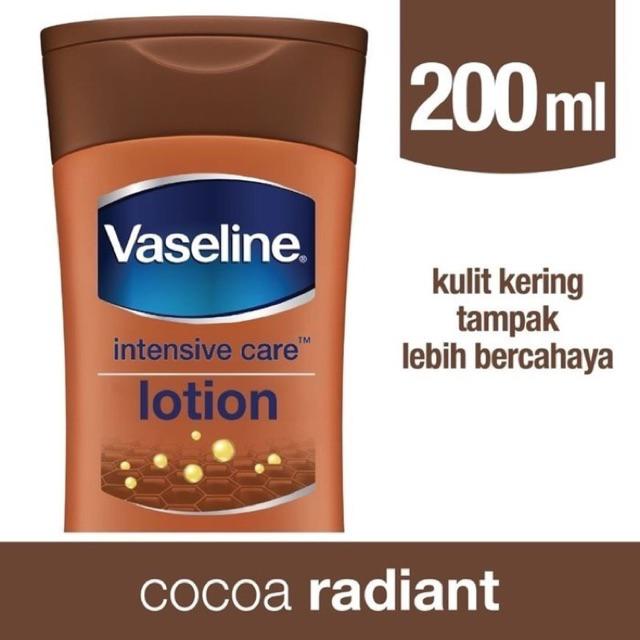 200 ml
Vaseline®
intensive care™
lotion
kulit kering
tampak
lebih bercahaya
cocoa radiant